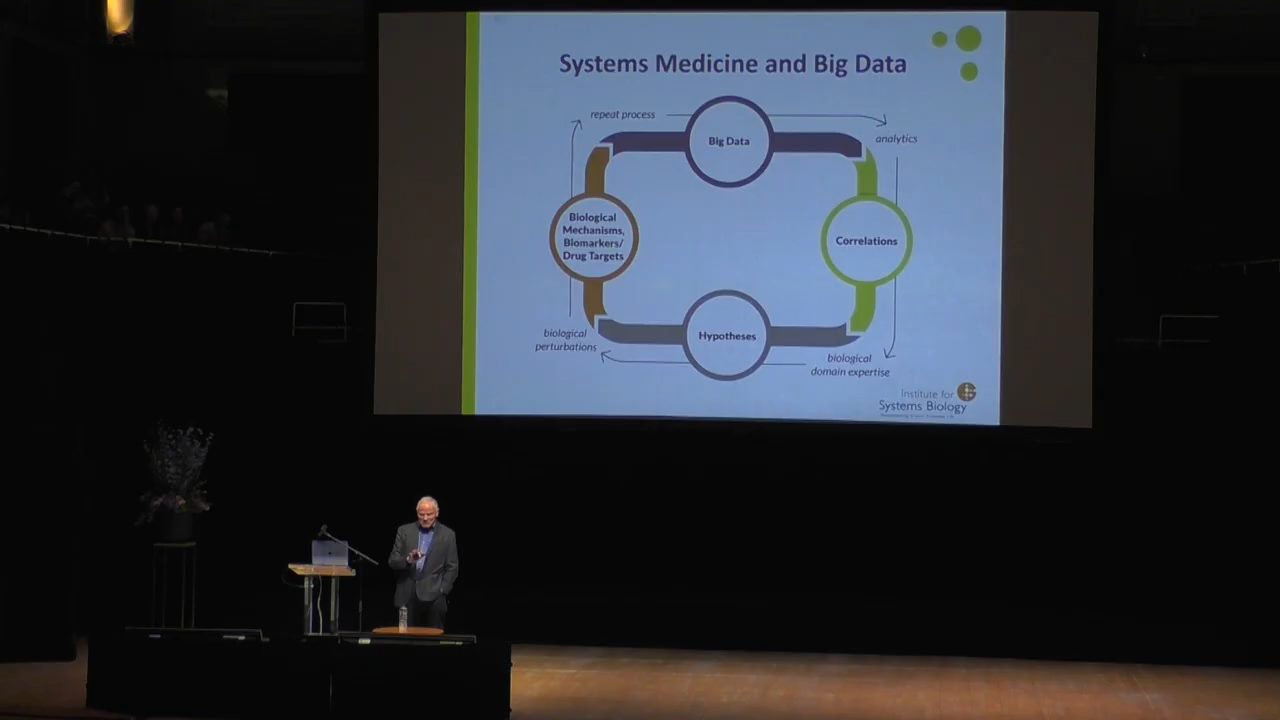 Systems Medicine and Big Data
repeat process
Big Data
analytics
Biological
Mechanisms,
Biomarkers/
Drug Targets
Correlations
biological
perturbations
Hypotheses
biological
domain expertise
Institute for
Systems Biology